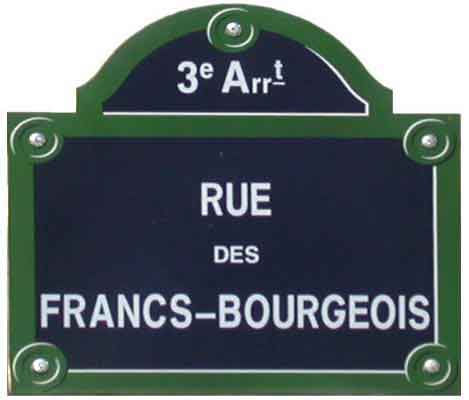 3e Arrt
RUE
DES
FRANCS-BOURGEOIS